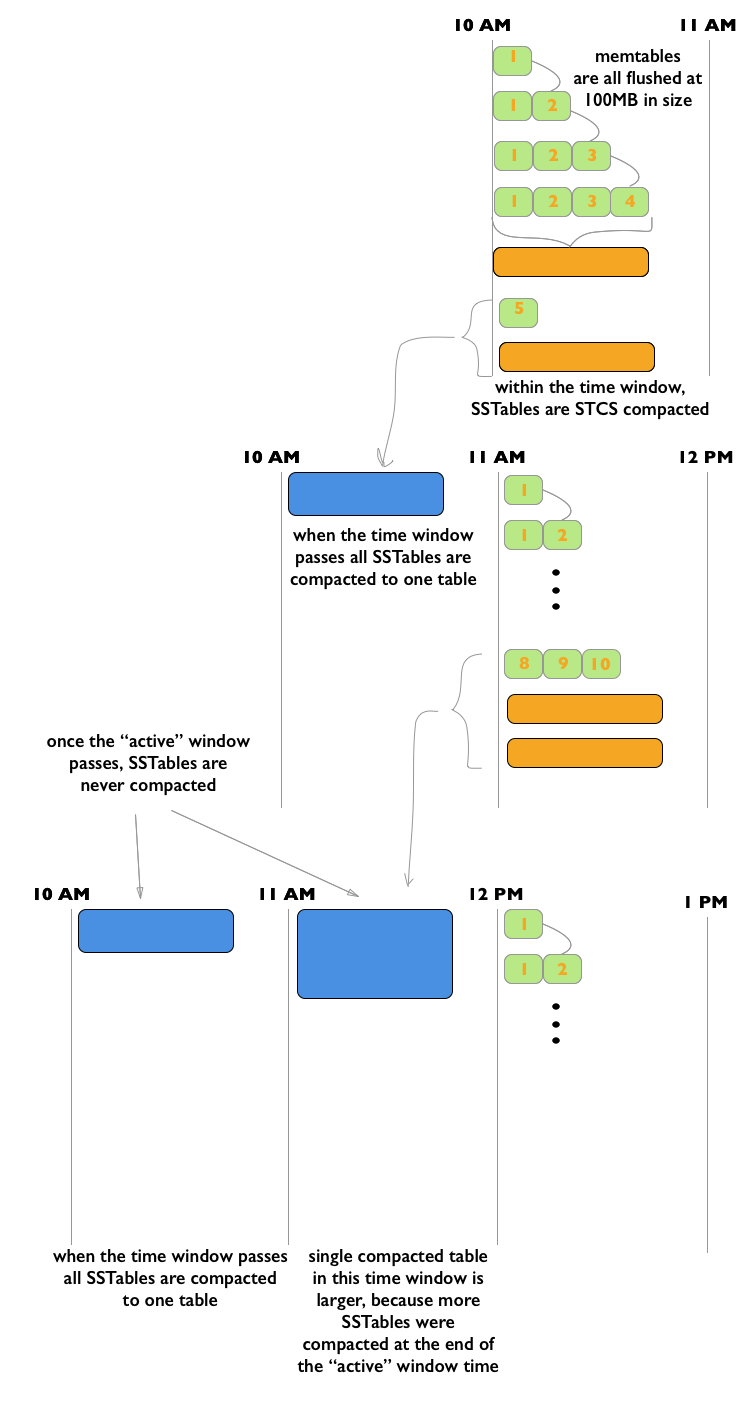 10 AM
11 AM
1
memtables
are all flushed at
100MB in size
1 2
1 2 3
1 2 3 4
5
within the time window,
SSTables are STCS compacted
10 AM
11 AM
12 PM
1
1 2
when the time window
passes all SSTables are
compacted to one table
8 9 10
once the “active” window
passes, SSTables are
never compacted
10 AM
11 AM
12 PM
1 PM
1
1 2
when the time window passes
all SSTables are compacted
to one table
single compacted table
in this time window is
larger, because more
SSTables were
compacted at the end of
the “active” window time